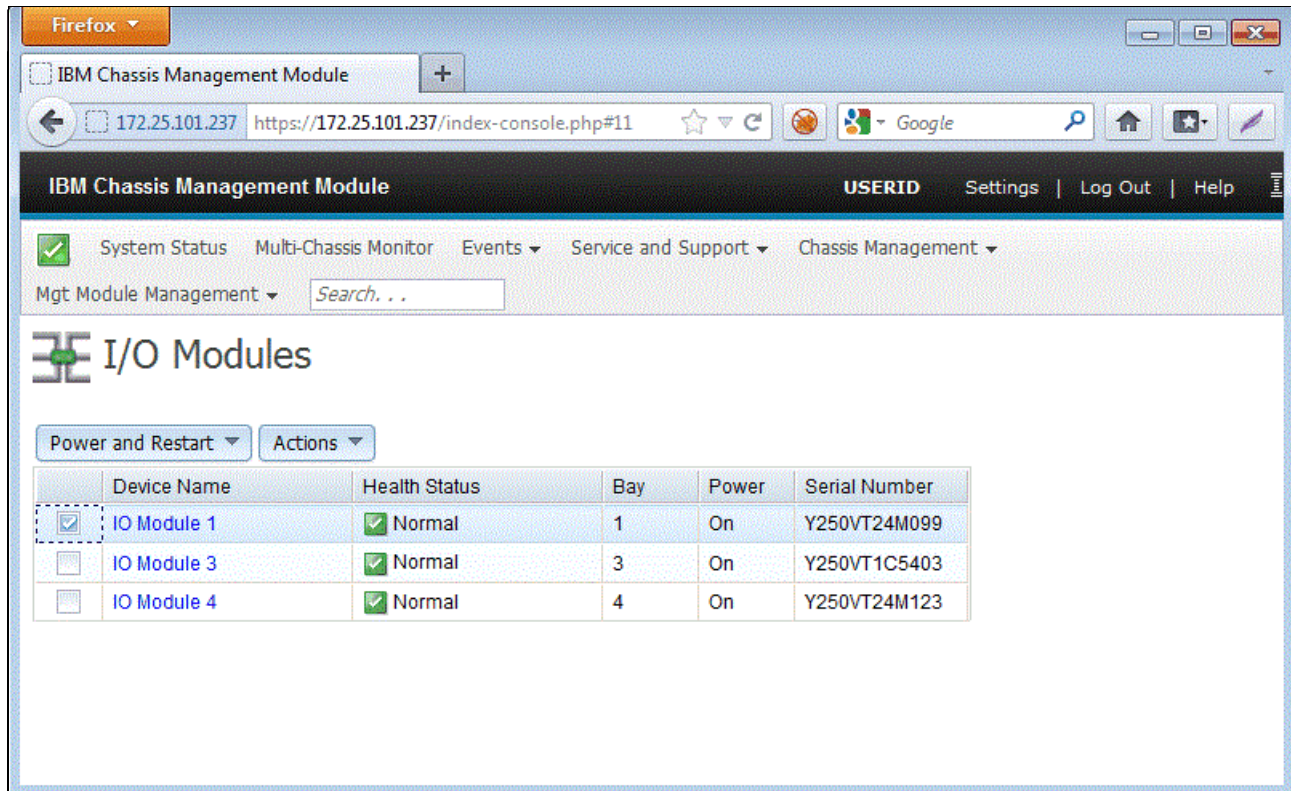 Firefox
IBM Chassis Management Module +
172.25.101.237 https://172.25.101.237/index-console.php#11 Google
IBM Chassis Management Module USERID Settings | Log Out | Help
System Status Multi-Chassis Monitor Events Service and Support Chassis Management
Mgt Module Management Search. . .
I/O Modules
Power and Restart Actions
Device Name Health Status Bay Power Serial Number
IO Module 1 Normal 1 On Y250VT24M099
IO Module 3 Normal 3 On Y250VT1C5403
IO Module 4 Normal 4 On Y250VT24M123